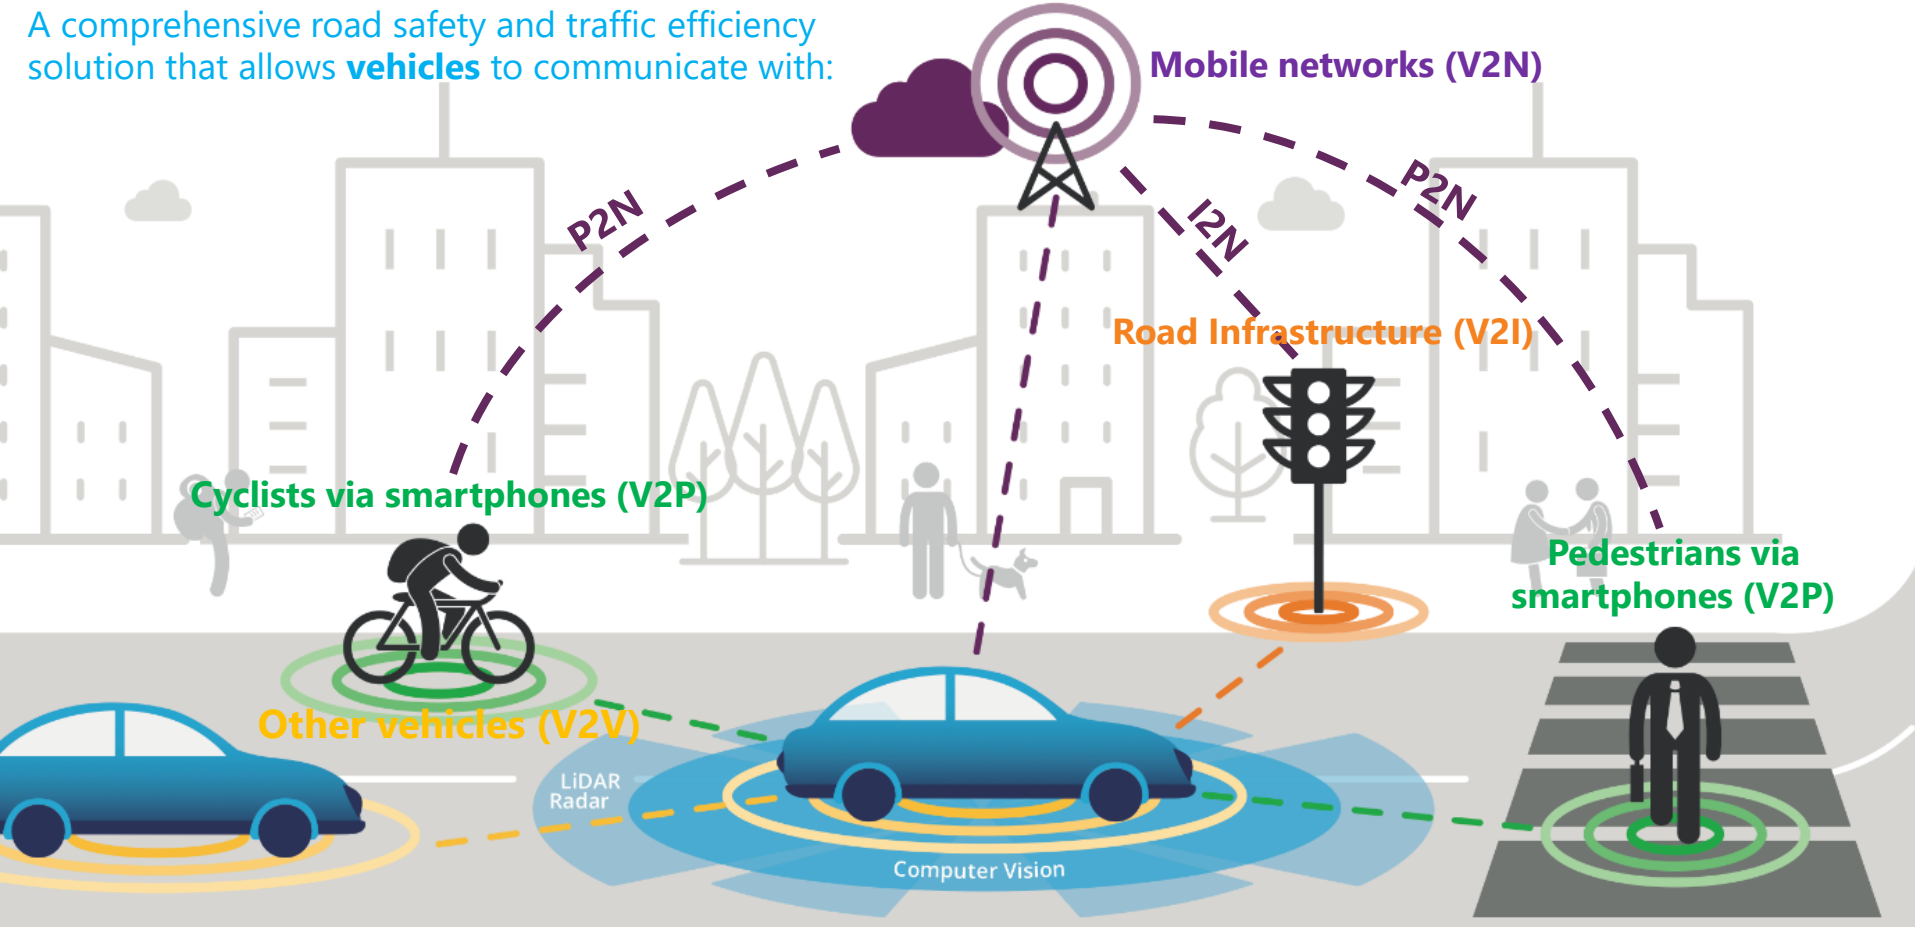 A comprehensive road safety and traffic efficiency
solution that allows vehicles to communicate with:
Mobile networks (V2N)
P2N
I2N
P2N
Road Infrastructure (V2I)
Cyclists via smartphones (V2P)
Pedestrians via
smartphones (V2P)
Other vehicles (V2V)
LiDAR
Radar
Computer Vision